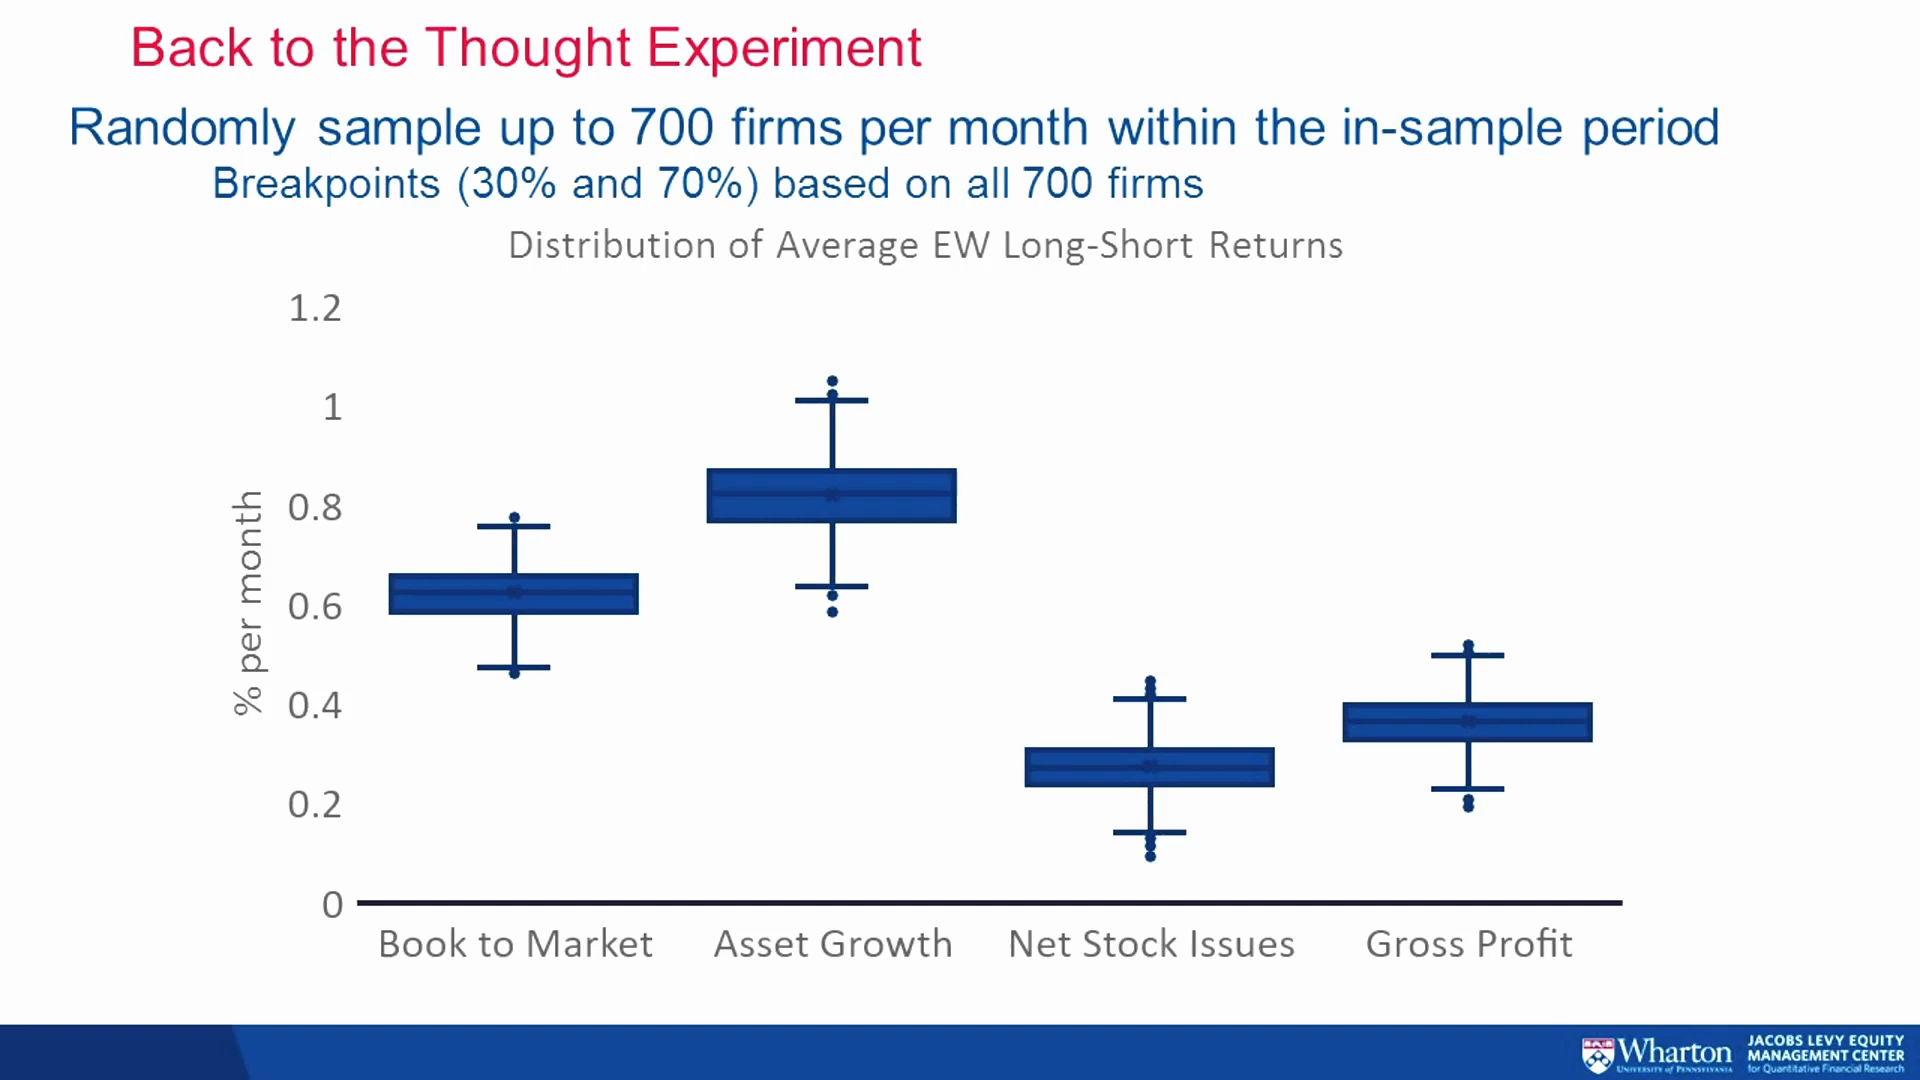 Back to the Thought Experiment
Randomly sample up to 700 firms per month within the in-sample period
Breakpoints (30% and 70%) based on all 700 firms
Distribution of Average EW Long-Short Returns
% per month
1.2
1
0.8
0.6
0.4
0.2
0
Book to Market
Asset Growth
Net Stock Issues
Gross Profit
Wharton
UNIVERSITY of PENNSYLVANIA
JACOBS LEVY EQUITY
MANAGEMENT CENTER
for Quantitative Financial Research